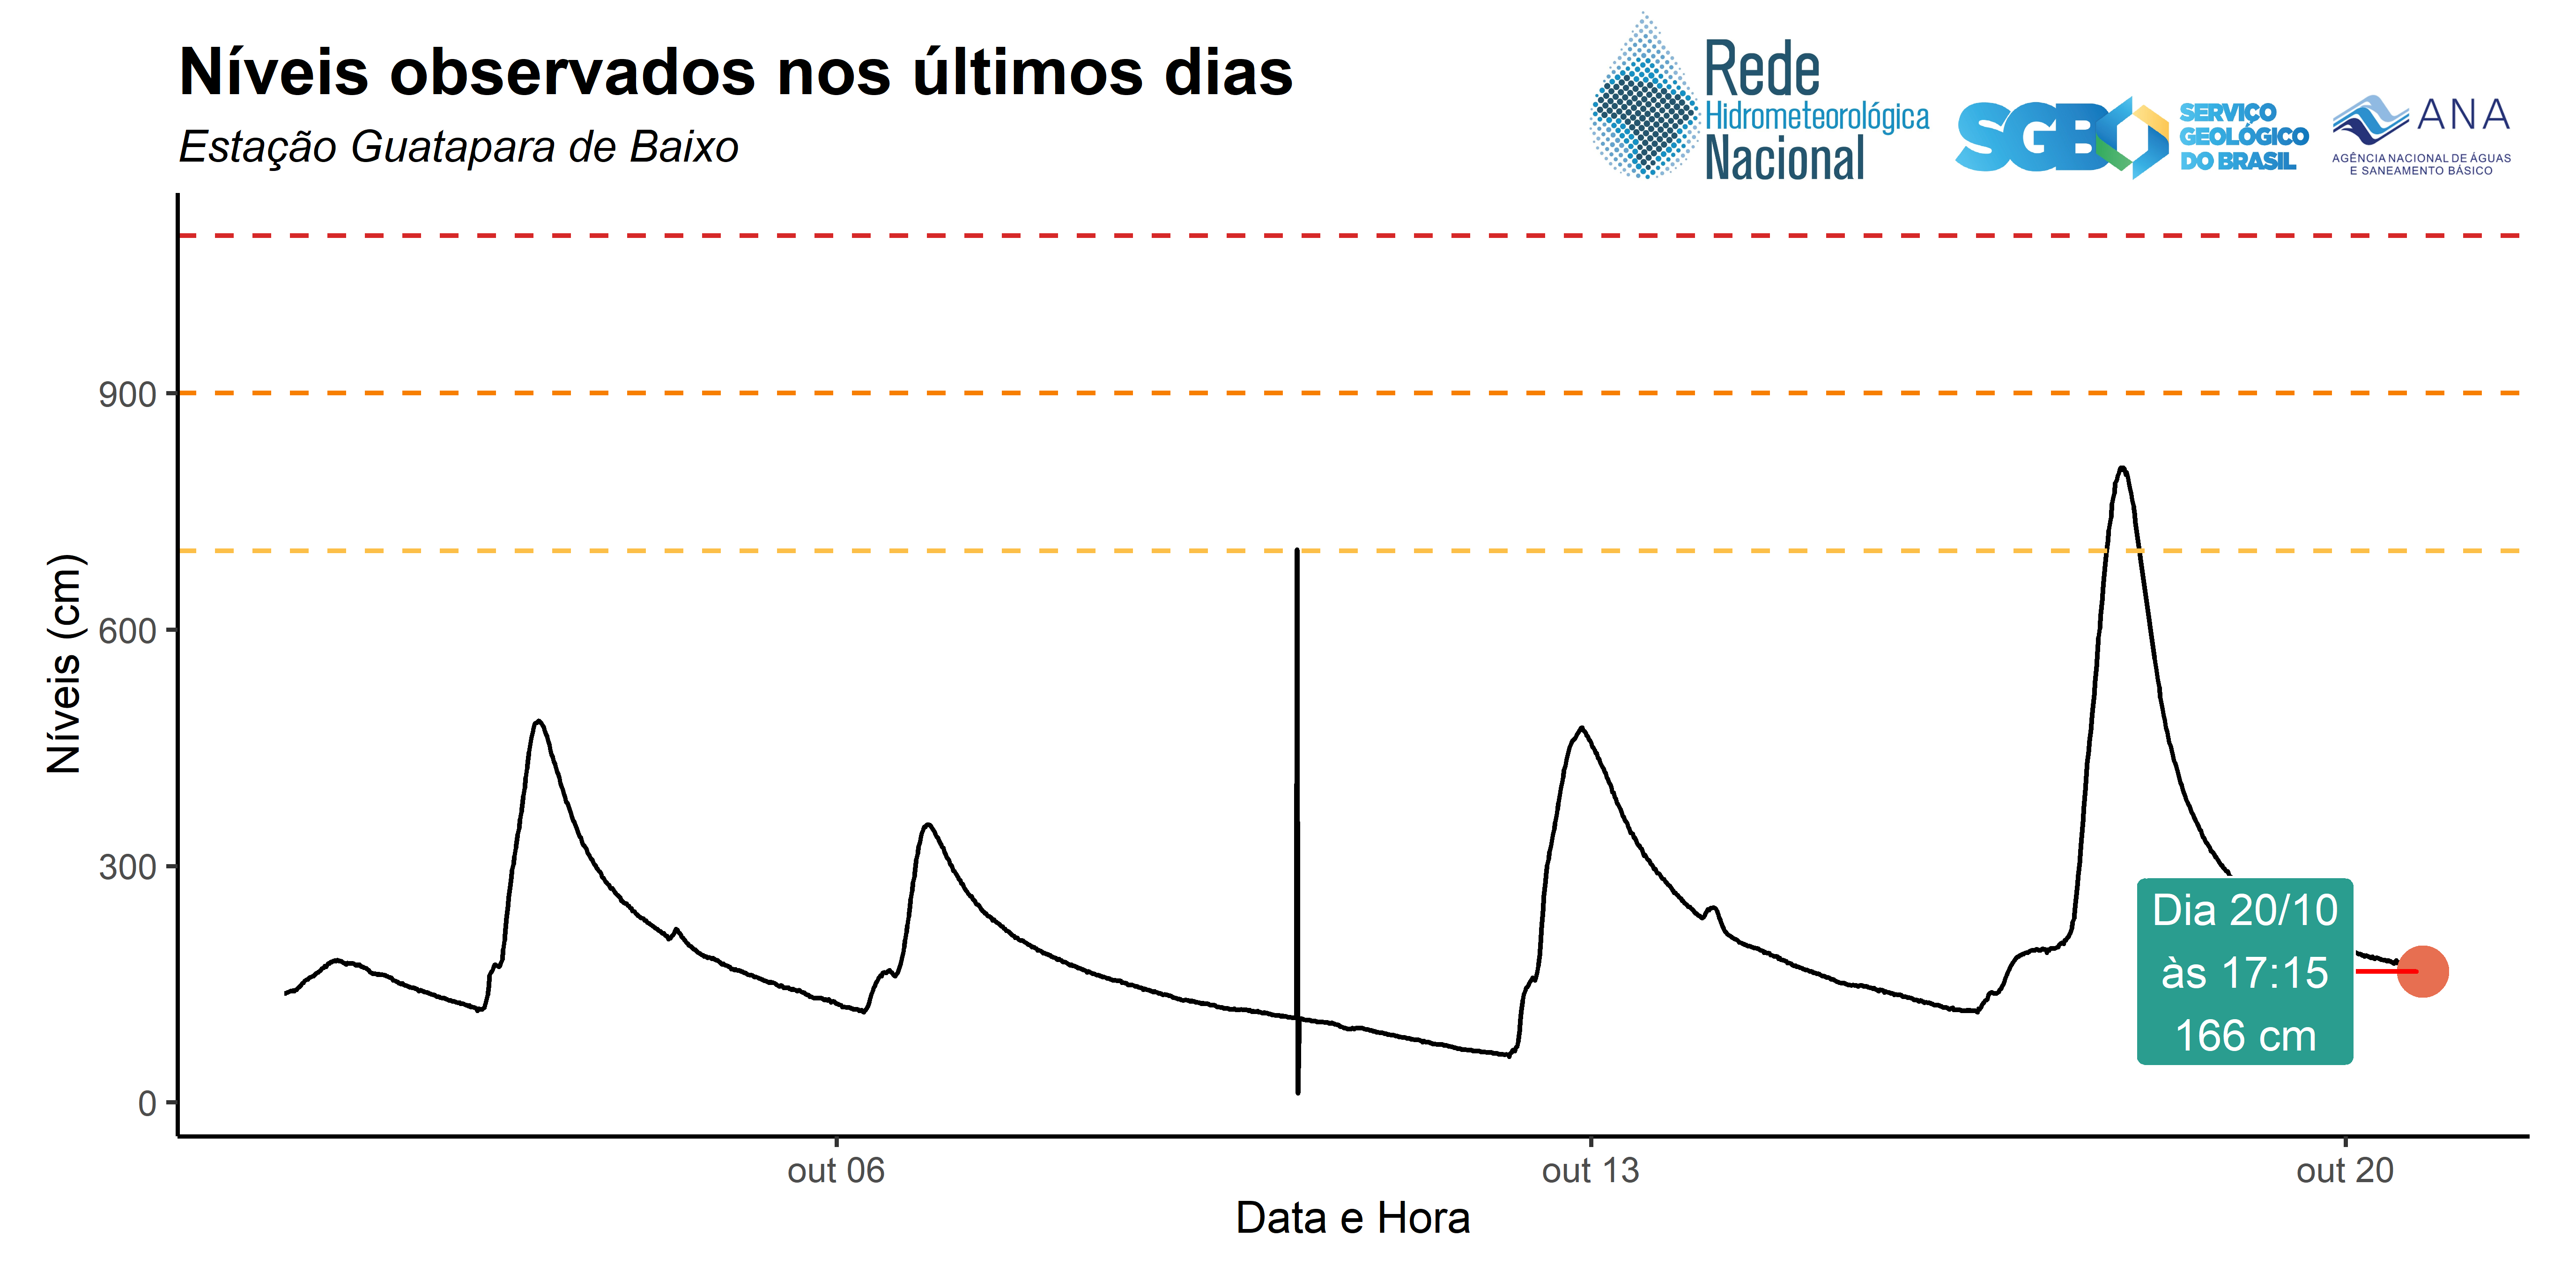 Níveis observados nos últimos dias
Estação Guatapara de Baixo
Rede
Hidrometeorológica
Nacional
SGB
SERVIÇO
GEOLÓGICO
DO BRASIL
ANA
AGÊNCIA NACIONAL DE ÁGUAS
E SANEAMENTO BÁSICO
Níveis (cm)
900
600
300
0
Dia 20/10
às 17:15
166 cm
out 06
out 13
out 20
Data e Hora